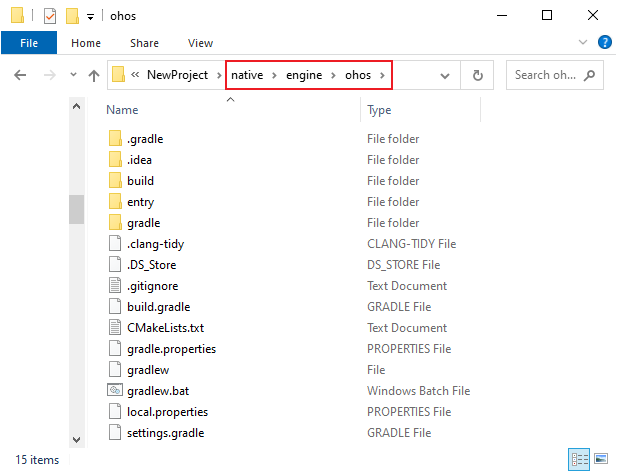 ohos
File Home Share View
NewProject native engine ohos Search oh...
Name Type
.gradle File folder
.idea File folder
build File folder
entry File folder
gradle File folder
.clang-tidy CLANG-TIDY File
.DS_Store DS_STORE File
.gitignore Text Document
build.gradle GRADLE File
CMakeLists.txt Text Document
gradle.properties PROPERTIES File
gradlew File
gradlew.bat Windows Batch File
local.properties PROPERTIES File
settings.gradle GRADLE File
15 items